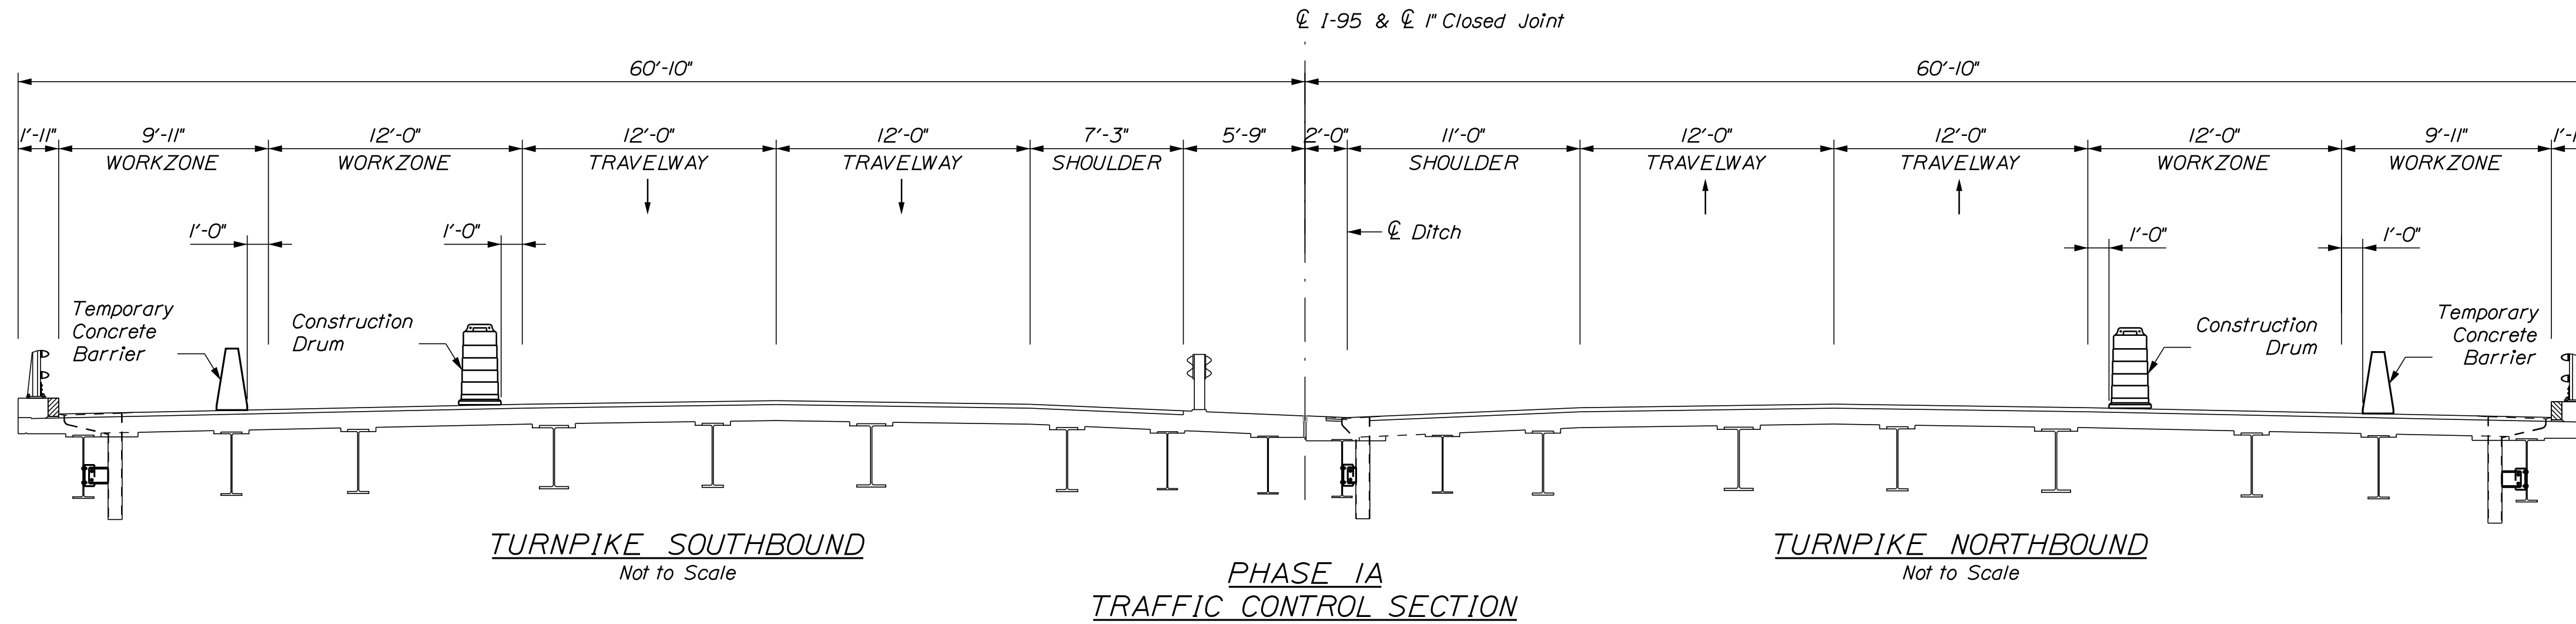 ℄ I-95 & ℄ 1" Closed Joint
60'-10" 60'-10"
1'-11" 9'-11" 12'-0" 12'-0" 12'-0" 7'-3" 5'-9" 2'-0" 11'-0" 12'-0" 12'-0" 12'-0" 9'-11"
WORKZONE WORKZONE TRAVELWAY TRAVELWAY SHOULDER SHOULDER TRAVELWAY TRAVELWAY WORKZONE WORKZONE
1'-0" 1'-0" ℄ Ditch 1'-0" 1'-0"
Temporary
Concrete
Barrier
Construction
Drum
Construction
Drum
Temporary
Concrete
Barrier
TURNPIKE SOUTHBOUND
Not to Scale
TURNPIKE NORTHBOUND
Not to Scale
PHASE 1A
TRAFFIC CONTROL SECTION